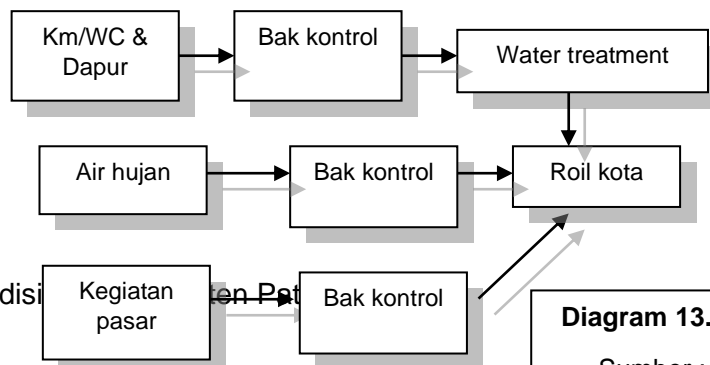 Km/WC &
Dapur
Bak kontrol
Water treatment
Air hujan
Bak kontrol
Roil kota
Kegiatan
pasar
Bak kontrol
Diagram 13.